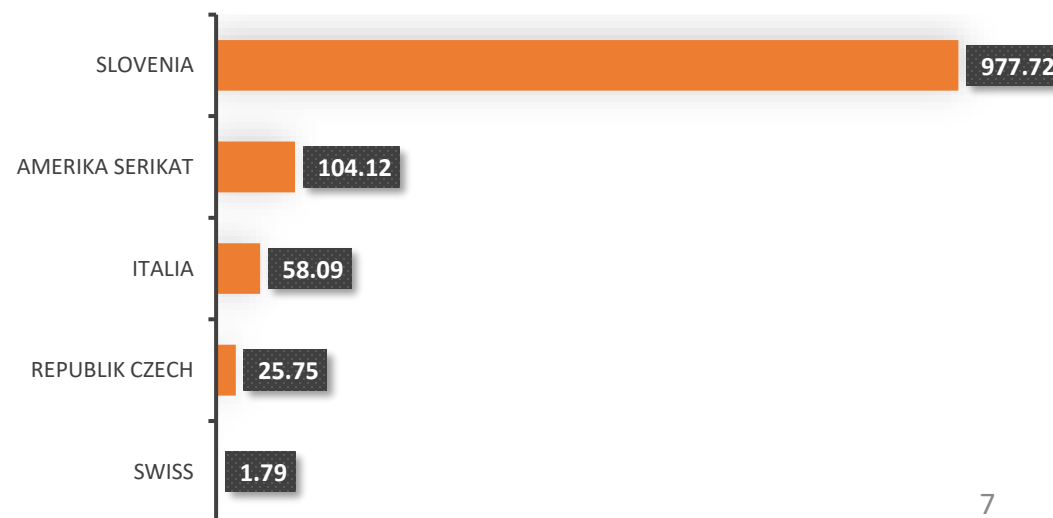 SLOVENIA 977.72
AMERIKA SERIKAT 104.12
ITALIA 58.09
REPUBLIK CZECH 25.75
SWISS 1.79
7